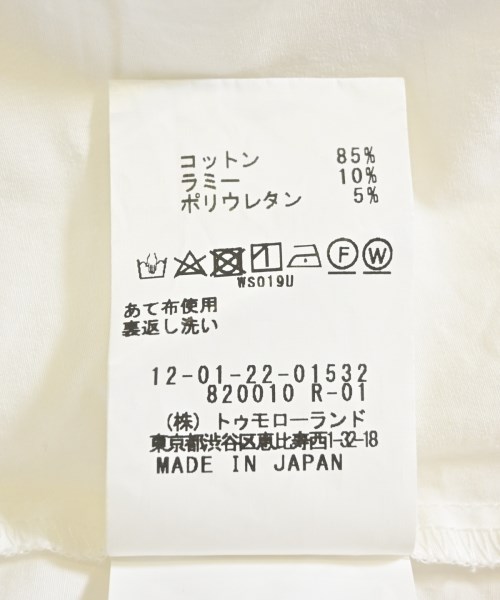 コットン 85%
ラミー 10%
ポリウレタン 5%
F W
WS019U
あて布使用
裏返し洗い
12-01-22-01532
820010 R-01
(株) トゥモローランド
東京都渋谷区恵比寿西1-32-18
MADE IN JAPAN